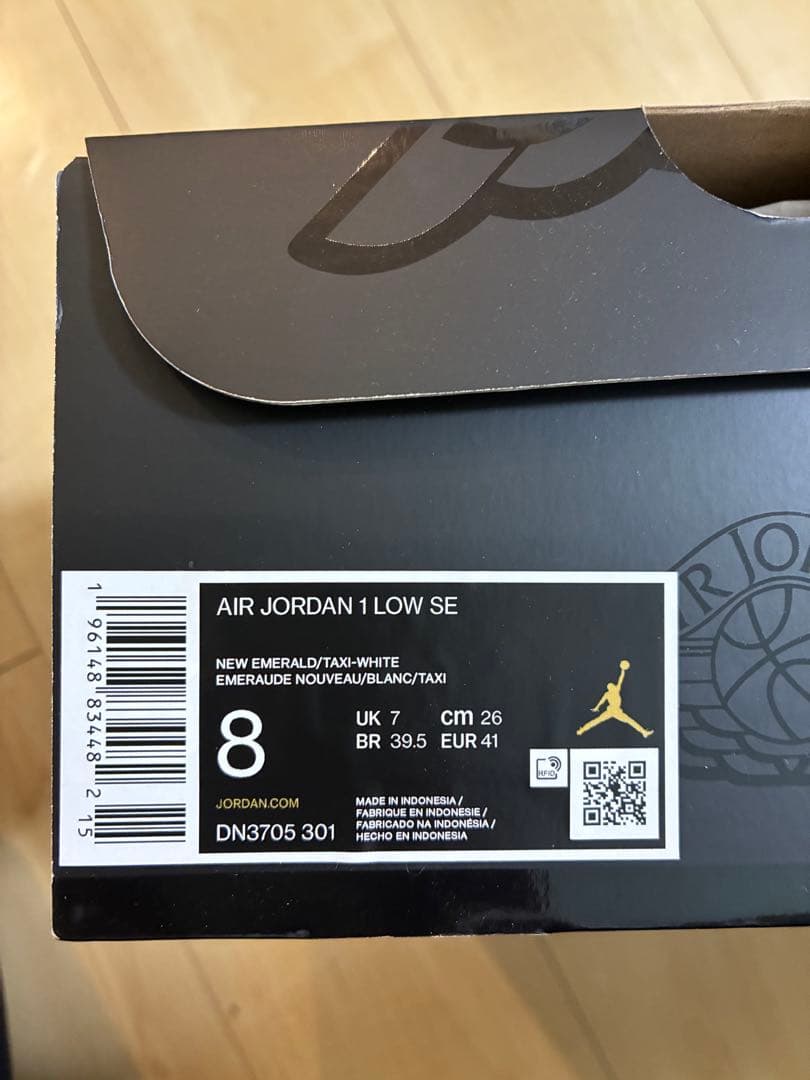 AIR JORDAN 1 LOW SE
NEW EMERALD/TAXI-WHITE
EMERAUDE NOUVEAU/BLANC/TAXI
8
UK 7 cm 26
BR 39.5 EUR 41
JORDAN.COM
DN3705 301
MADE IN INDONESIA /
FABRIQUE EN INDONESIE /
FABRICADO NA INDONÉSIA /
HECHO EN INDONESIA
RFID
1 96148 83448 2 15
R JO